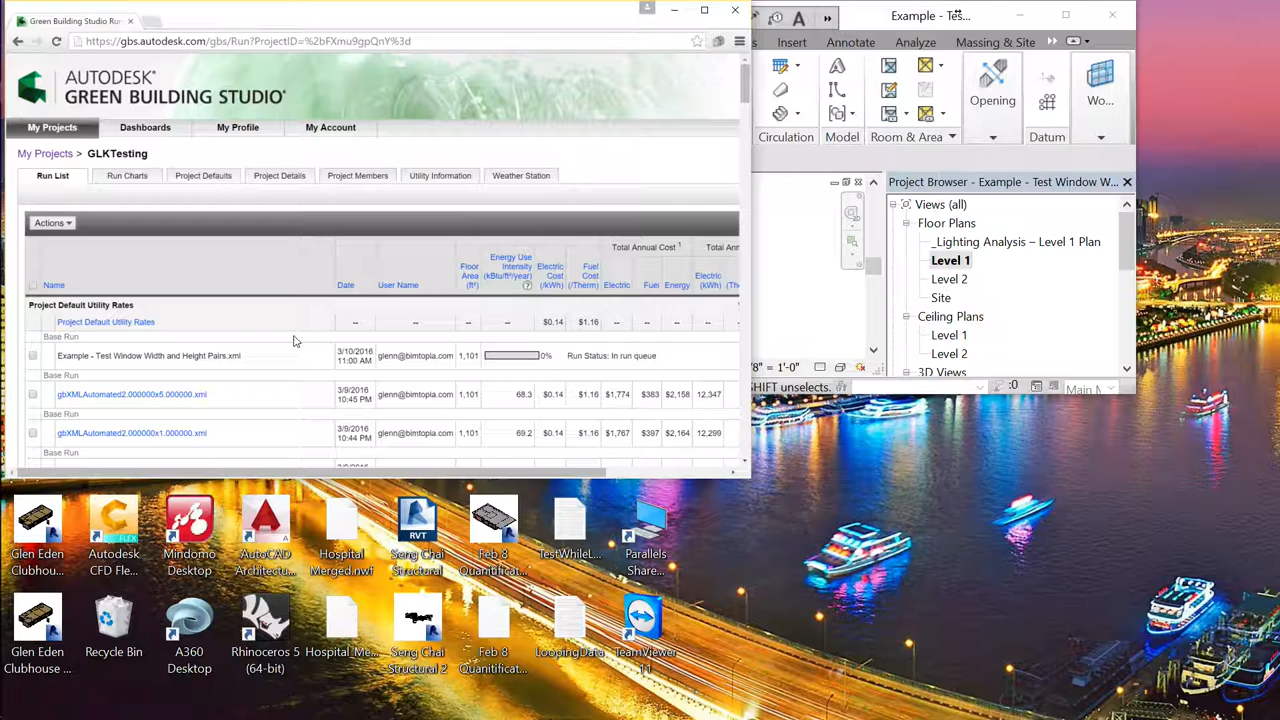 Green Building Studio Ru
https://gbs.autodesk.com/gbs/Run?ProjectID=%2bFXmu9gpQnY%3d
AUTODESK®
GREEN BUILDING STUDIO®
My Projects
Dashboards
My Profile
My Account
My Projects > GLKTesting
Run List
Run Charts
Project Defaults
Project Details
Project Members
Utility Information
Weather Station
Actions
Name
Date
User Name
Floor Area (ft²)
Energy Use Intensity (kBtu/ft²/year)
Electric Cost (/kWh)
Fuel Cost (/Therm)
Total Annual Cost 1
Electric
Fuel
Energy
Electric (kWh)
Project Default Utility Rates
Project Default Utility Rates -- -- -- -- $0.14 $1.16 -- -- -- --
Base Run
Example - Test Window Width and Height Pairs.xml 3/10/2016 11:00 AM glenn@bimtopia.com 1,101 0% Run Status: In run queue
Base Run
gbXMLAutomated2.000000x5.000000.xml 3/9/2016 10:45 PM glenn@bimtopia.com 1,101 68.3 $0.14 $1.16 $1,774 $383 $2,158 12,347
Base Run
gbXMLAutomated2.000000x1.000000.xml 3/9/2016 10:44 PM glenn@bimtopia.com 1,101 69.2 $0.14 $1.16 $1,767 $397 $2,164 12,299
Base Run
Example - Tes...
Insert
Annotate
Analyze
Massing & Site
Opening
Wo...
Circulation
Model
Room & Area
Datum
Project Browser - Example - Test Window W...
Views (all)
Floor Plans
_Lighting Analysis – Level 1 Plan
Level 1
Level 2
Site
Ceiling Plans
Level 1
Level 2
3D Views
/8" = 1'-0"
SHIFT unselects.
:0
Main M
Glen Eden
Clubhou...
Autodesk
CFD Fle...
Mindomo
Desktop
AutoCAD
Architectu...
Hospital
Merged.nwf
Seng Chai
Structural
Feb 8
Quantificat...
TestWhileL...
Parallels
Share...
Glen Eden
Clubhouse ...
Recycle Bin
A360
Desktop
Rhinoceros 5
(64-bit)
Hospital_Me...
Seng Chai
Structural 2
Feb 8
Quantificat...
LoopingData
TeamViewer
11